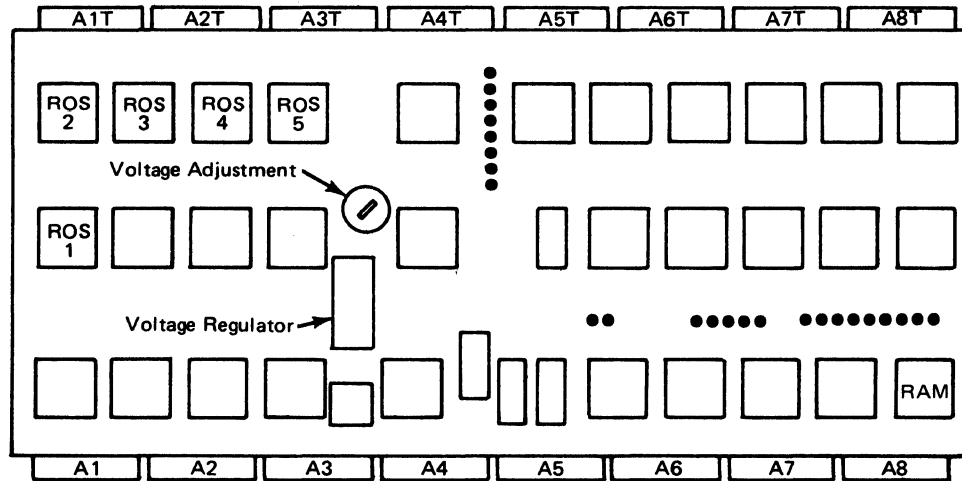 A1T A2T A3T A4T A5T A6T A7T A8T
ROS 2
ROS 3
ROS 4
ROS 5
Voltage Adjustment
ROS 1
Voltage Regulator
RAM
A1 A2 A3 A4 A5 A6 A7 A8